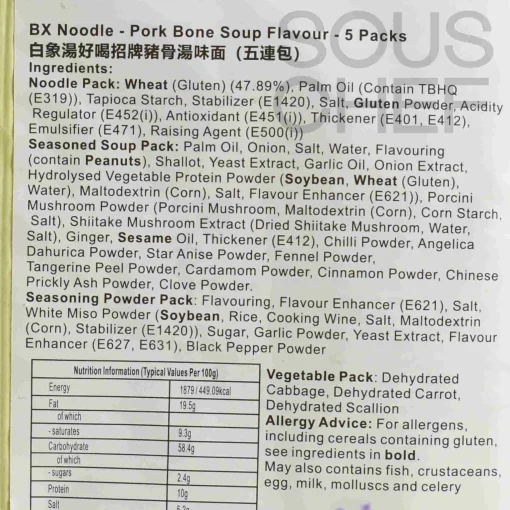 SOUS
CHEF
BX Noodle - Pork Bone Soup Flavour - 5 Packs
白象湯好喝招牌豬骨湯味面（五連包）
Ingredients:
Noodle Pack: Wheat (Gluten) (47.89%), Palm Oil (Contain TBHQ
(E319)), Tapioca Starch, Stabilizer (E1420), Salt, Gluten Powder, Acidity
Regulator (E452(i)), Antioxidant (E451(i)), Thickener (E401, E412),
Emulsifier (E471), Raising Agent (E500(i))
Seasoned Soup Pack: Palm Oil, Onion, Salt, Water, Flavouring
(contain Peanuts), Shallot, Yeast Extract, Garlic Oil, Onion Extract,
Hydrolysed Vegetable Protein Powder (Soybean, Wheat (Gluten),
Water), Maltodextrin (Corn), Salt, Flavour Enhancer (E621)), Porcini
Mushroom Powder (Porcini Mushroom, Maltodextrin (Corn), Corn Starch,
Salt), Shiitake Mushroom Extract (Dried Shiitake Mushroom, Water,
Salt), Ginger, Sesame Oil, Thickener (E412), Chilli Powder, Angelica
Dahurica Powder, Star Anise Powder, Fennel Powder,
Tangerine Peel Powder, Cardamom Powder, Cinnamon Powder, Chinese
Prickly Ash Powder, Clove Powder.
Seasoning Powder Pack: Flavouring, Flavour Enhancer (E621), Salt,
White Miso Powder (Soybean, Rice, Cooking Wine, Salt, Maltodextrin
(Corn), Stabilizer (E1420)), Sugar, Garlic Powder, Yeast Extract, Flavour
Enhancer (E627, E631), Black Pepper Powder
Nutrition Information (Typical Values Per 100g)
Energy 1879 / 449.09kcal
Fat 19.5g
of which
- saturates 9.3g
Carbohydrate 58.4g
of which
- sugars 2.4g
Protein 10g
Salt
Vegetable Pack: Dehydrated
Cabbage, Dehydrated Carrot,
Dehydrated Scallion
Allergy Advice: For allergens,
including cereals containing gluten,
see ingredients in bold.
May also contains fish, crustaceans,
egg, milk, molluscs and celery